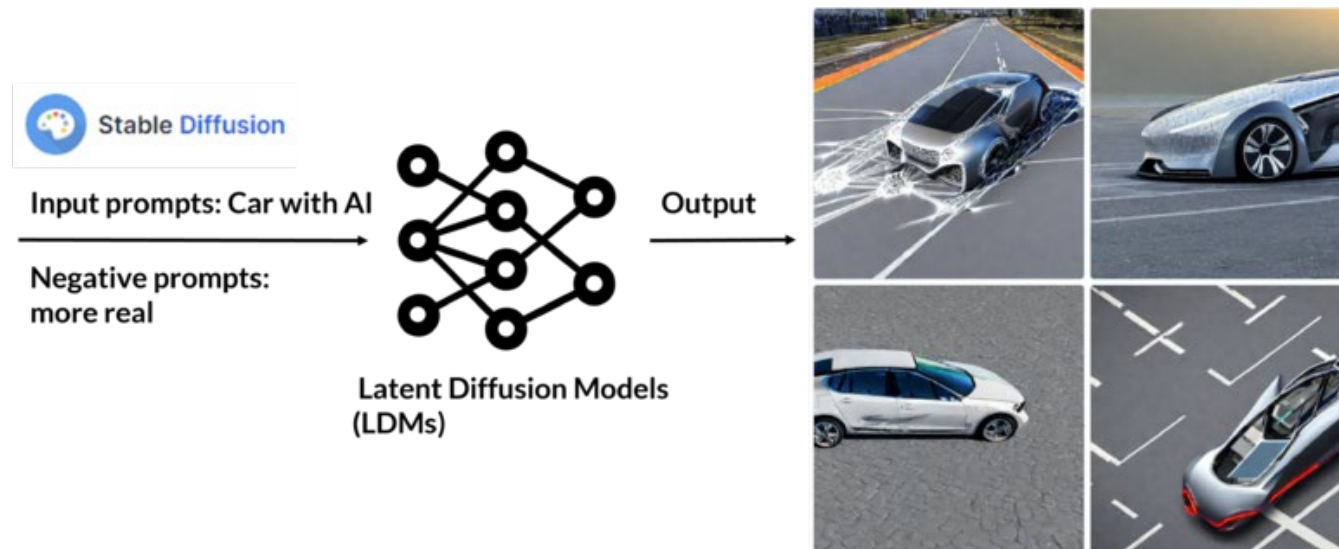 Stable Diffusion
Input prompts: Car with AI
Negative prompts:
more real
Latent Diffusion Models
(LDMs)
Output